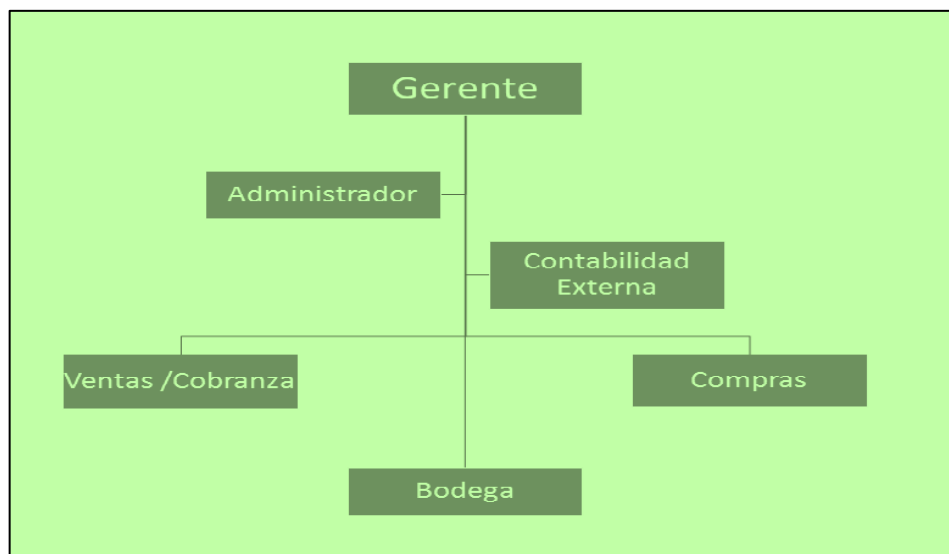 Gerente
Administrador
Contabilidad
Externa
Ventas /Cobranza
Compras
Bodega